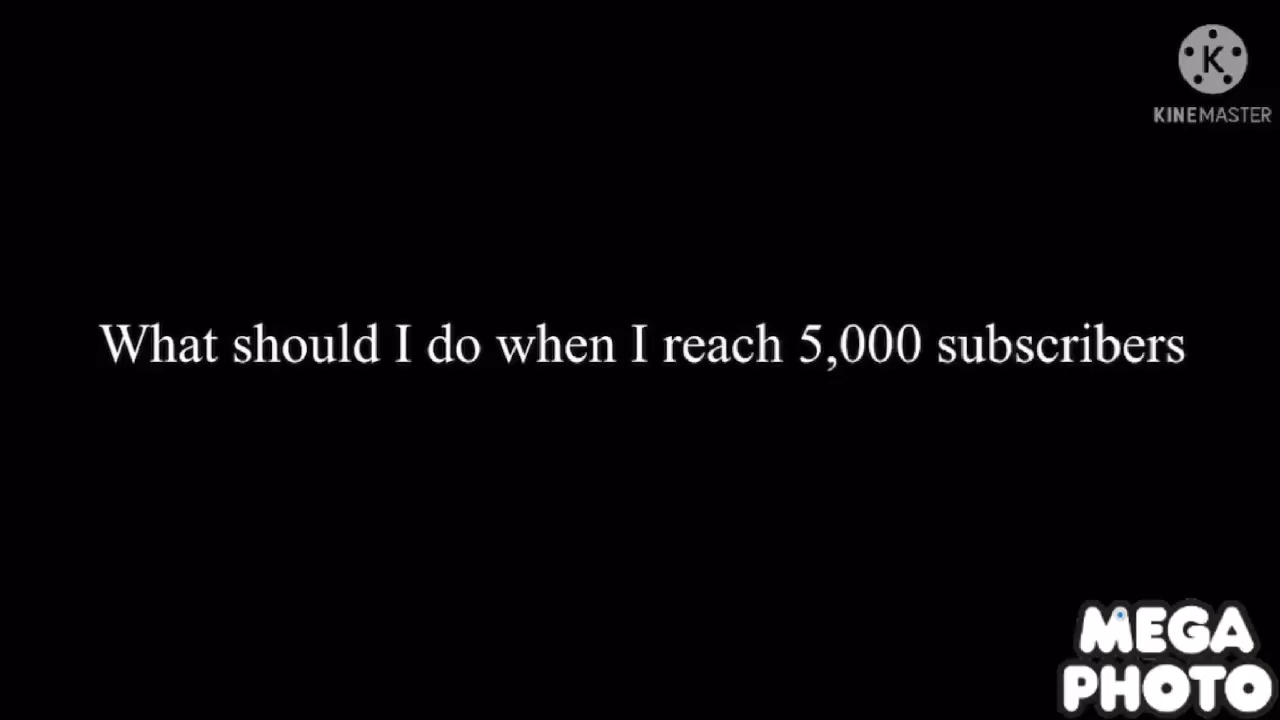 K
KINEMASTER
What should I do when I reach 5,000 subscribers
MEGA
PHOTO